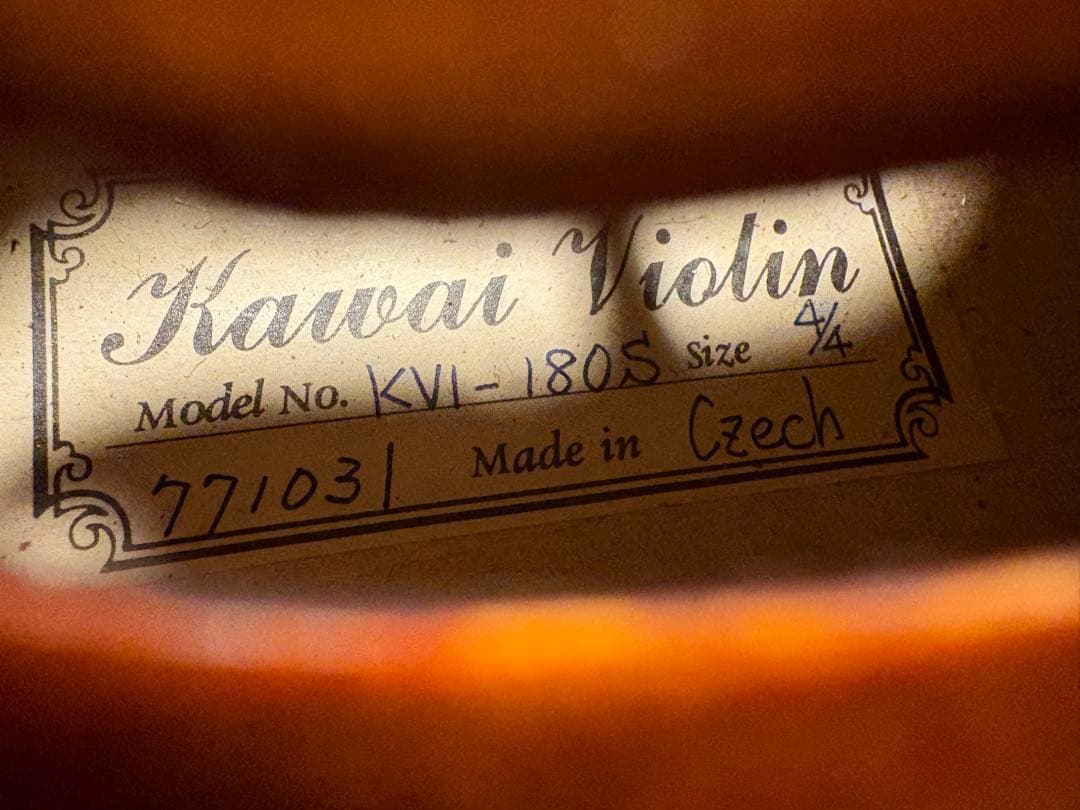 Kawai Violin
Model No. KVI-180S Size 4/4
771031 Made in Czech